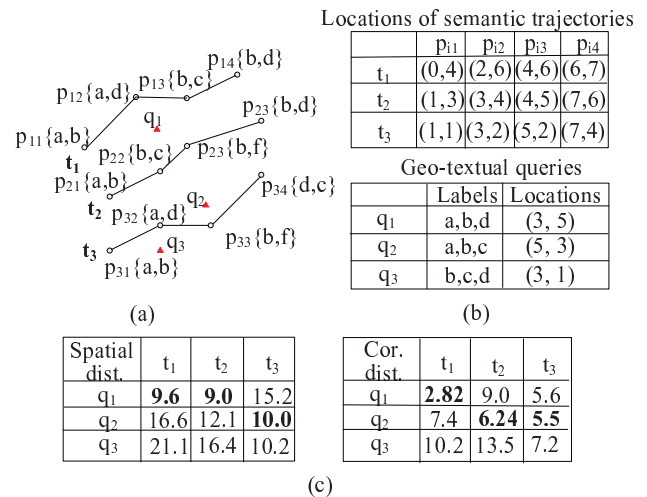 p14{b,d}
p13{b,c}
p12{a,d}
p23{b,d}
q1
p11{a,b}
t1
p22{b,c}
p23{b,f}
p21{a,b}
p34{d,c}
q2
t2
p32{a,d}
q3
p33{b,f}
t3
p31{a,b}
(a)
Locations of semantic trajectories
pi1 pi2 pi3 pi4
t1 (0,4) (2,6) (4,6) (6,7)
t2 (1,3) (3,4) (4,5) (7,6)
t3 (1,1) (3,2) (5,2) (7,4)
Geo-textual queries
Labels Locations
q1 a,b,d (3, 5)
q2 a,b,c (5, 3)
q3 b,c,d (3, 1)
(b)
Spatial dist. t1 t2 t3
q1 9.6 9.0 15.2
q2 16.6 12.1 10.0
q3 21.1 16.4 10.2
Cor. dist. t1 t2 t3
q1 2.82 9.0 5.6
q2 7.4 6.24 5.5
q3 10.2 13.5 7.2
(c)